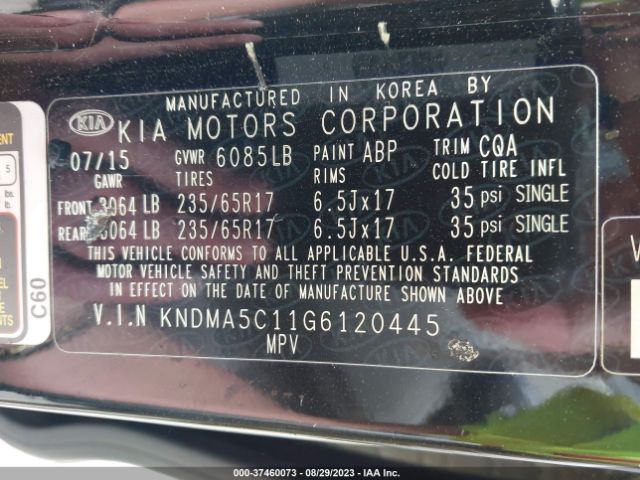 MANUFACTURED IN KOREA BY
KIA KIA MOTORS CORPORATION
07/15 GVWR 6085LB PAINT ABP TRIM CQA
GAWR TIRES RIMS COLD TIRE INFL
FRONT 3064 LB 235/65R17 6.5Jx17 35 psi SINGLE
REAR 3064 LB 235/65R17 6.5Jx17 35 psi SINGLE
THIS VEHICLE CONFORMS TO ALL APPLICABLE U.S.A. FEDERAL
MOTOR VEHICLE SAFETY AND THEFT PREVENTION STANDARDS
IN EFFECT ON THE DATE OF MANUFACTURE SHOWN ABOVE
V.I.N KNDMA5C11G6120445
MPV
C60
5
lbs.
000-37460073 - 08/29/2023 - IAA Inc.